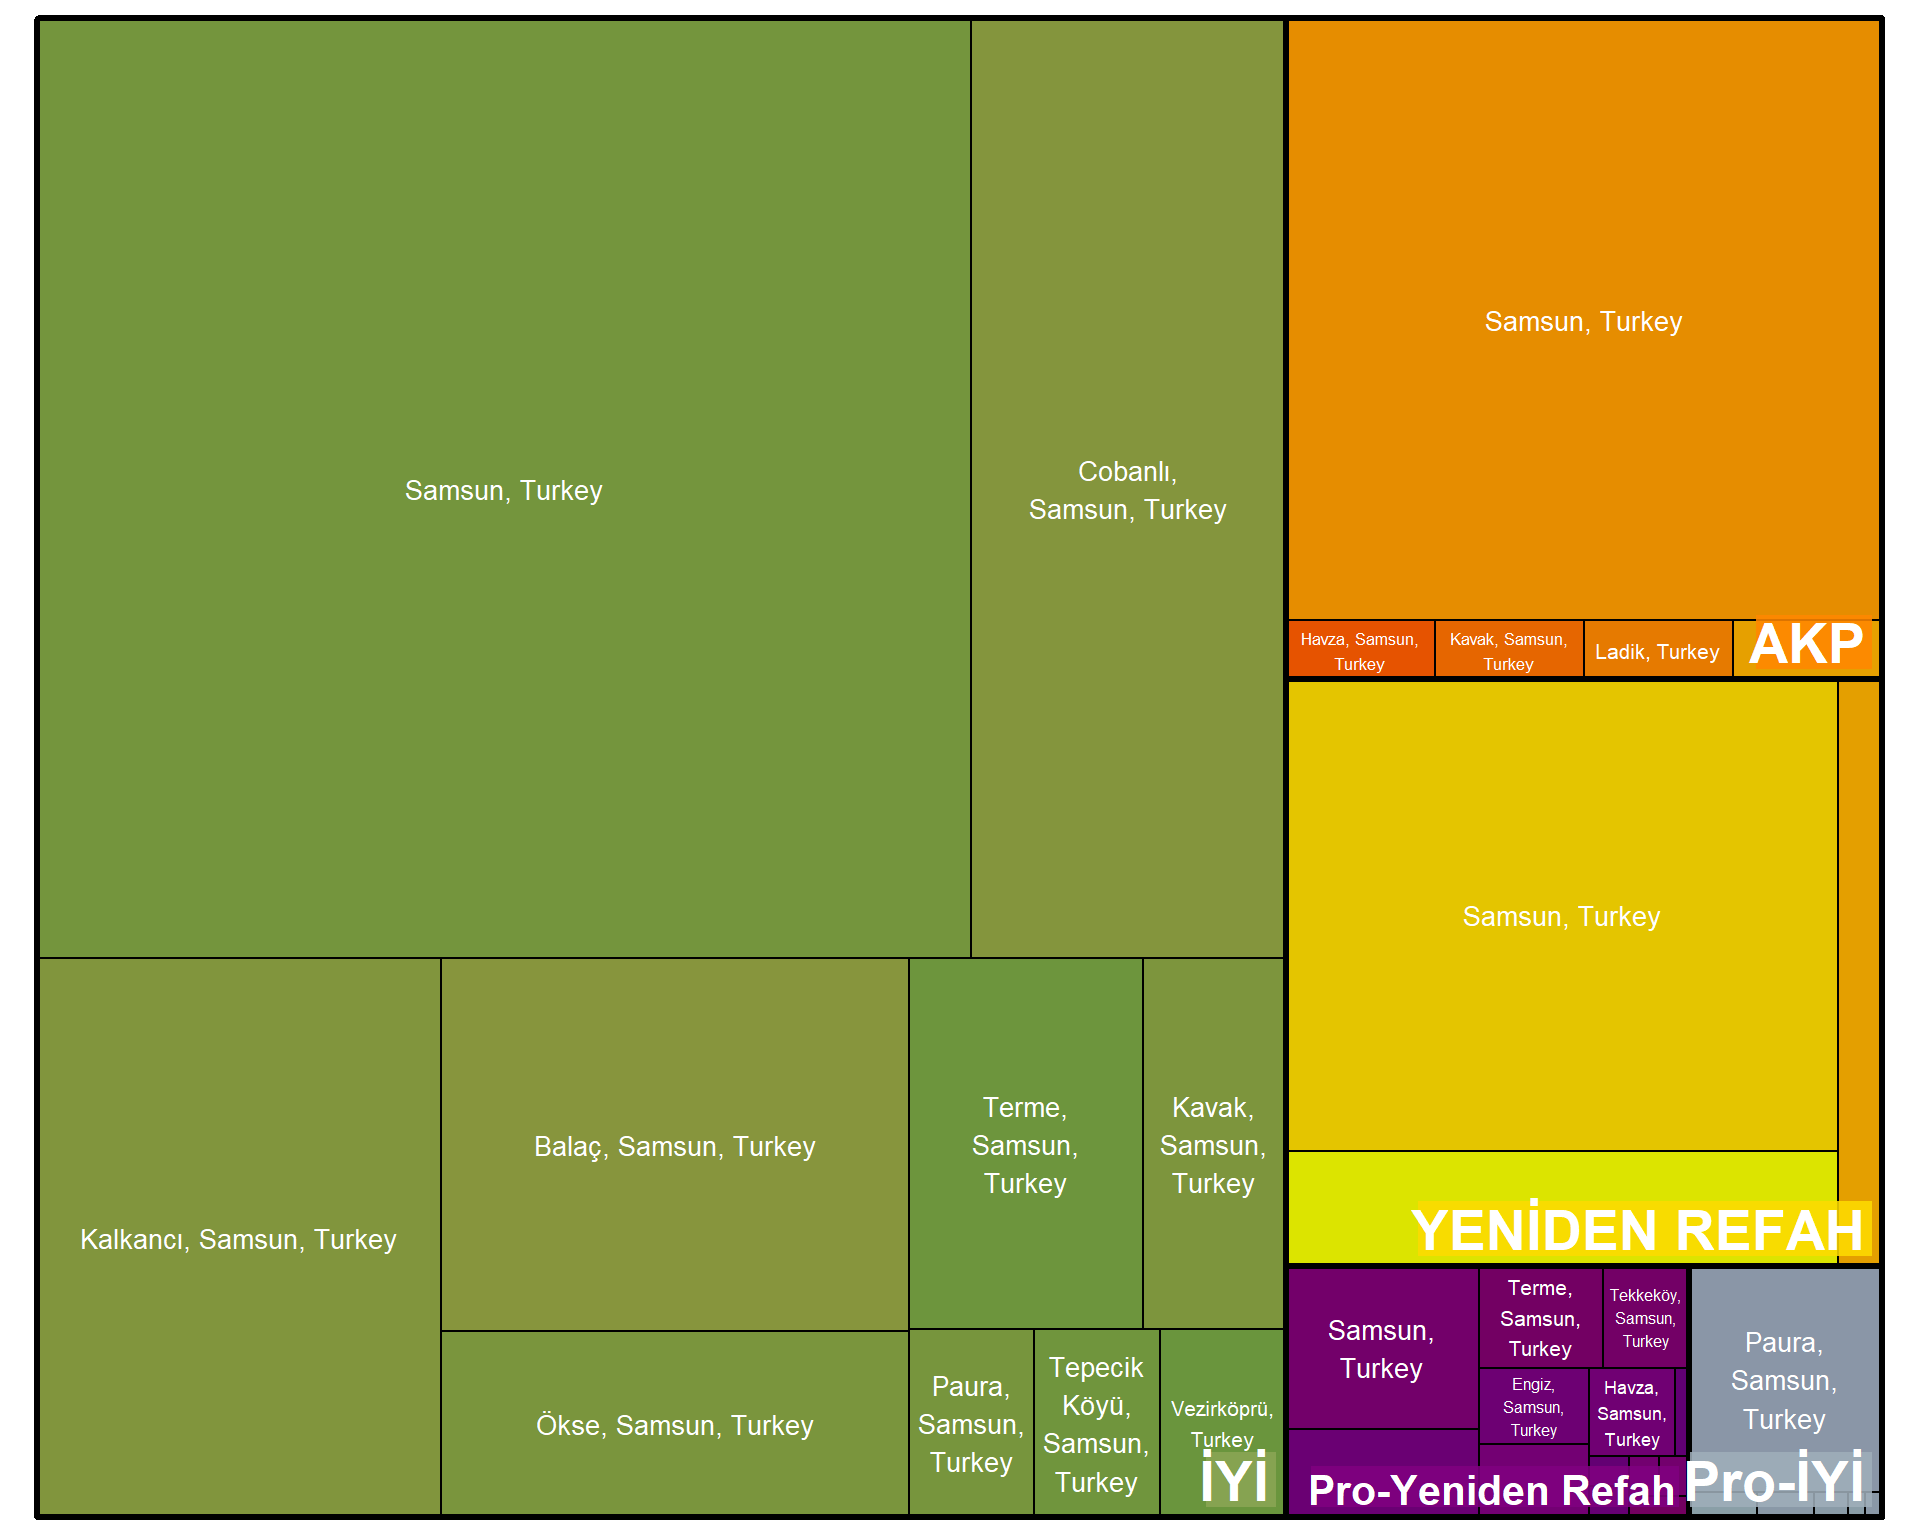 Samsun, Turkey
Cobanlı,
Samsun, Turkey
Kalkancı, Samsun, Turkey
Balaç, Samsun, Turkey
Ökse, Samsun, Turkey
Terme,
Samsun,
Turkey
Kavak,
Samsun,
Turkey
Paura,
Samsun,
Turkey
Tepecik
Köyü,
Samsun,
Turkey
Vezirköprü,
Turkey
İYİ
Samsun, Turkey
Havza, Samsun,
Turkey
Kavak, Samsun,
Turkey
Ladik, Turkey
AKP
Samsun, Turkey
YENİDEN REFAH
Samsun,
Turkey
Terme,
Samsun,
Turkey
Tekkeköy,
Samsun,
Turkey
Engiz,
Samsun,
Turkey
Havza,
Samsun,
Turkey
Pro-Yeniden Refah
Paura,
Samsun,
Turkey
Pro-İYİ